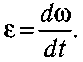 ε = dω/dt.